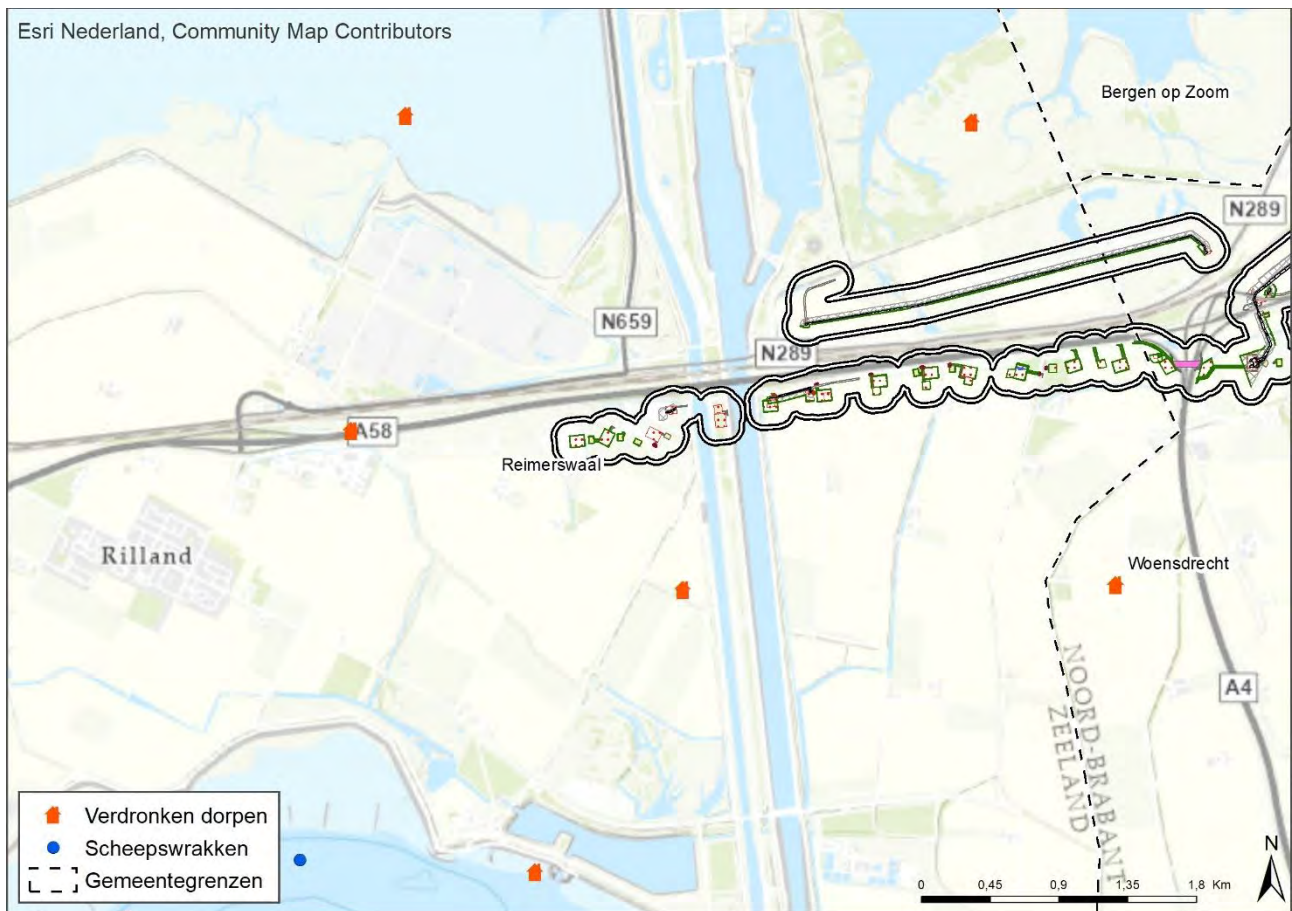 Esri Nederland, Community Map Contributors
Bergen op Zoom
N289
N659
N289
A58
Reimerswaal
Rilland
Woensdrecht
A4
NOORD-BRABANT
ZEELAND
Verdronken dorpen
Scheepswrakken
Gemeentegrenzen
N
0 0,45 0,9 1,35 1,8 Km